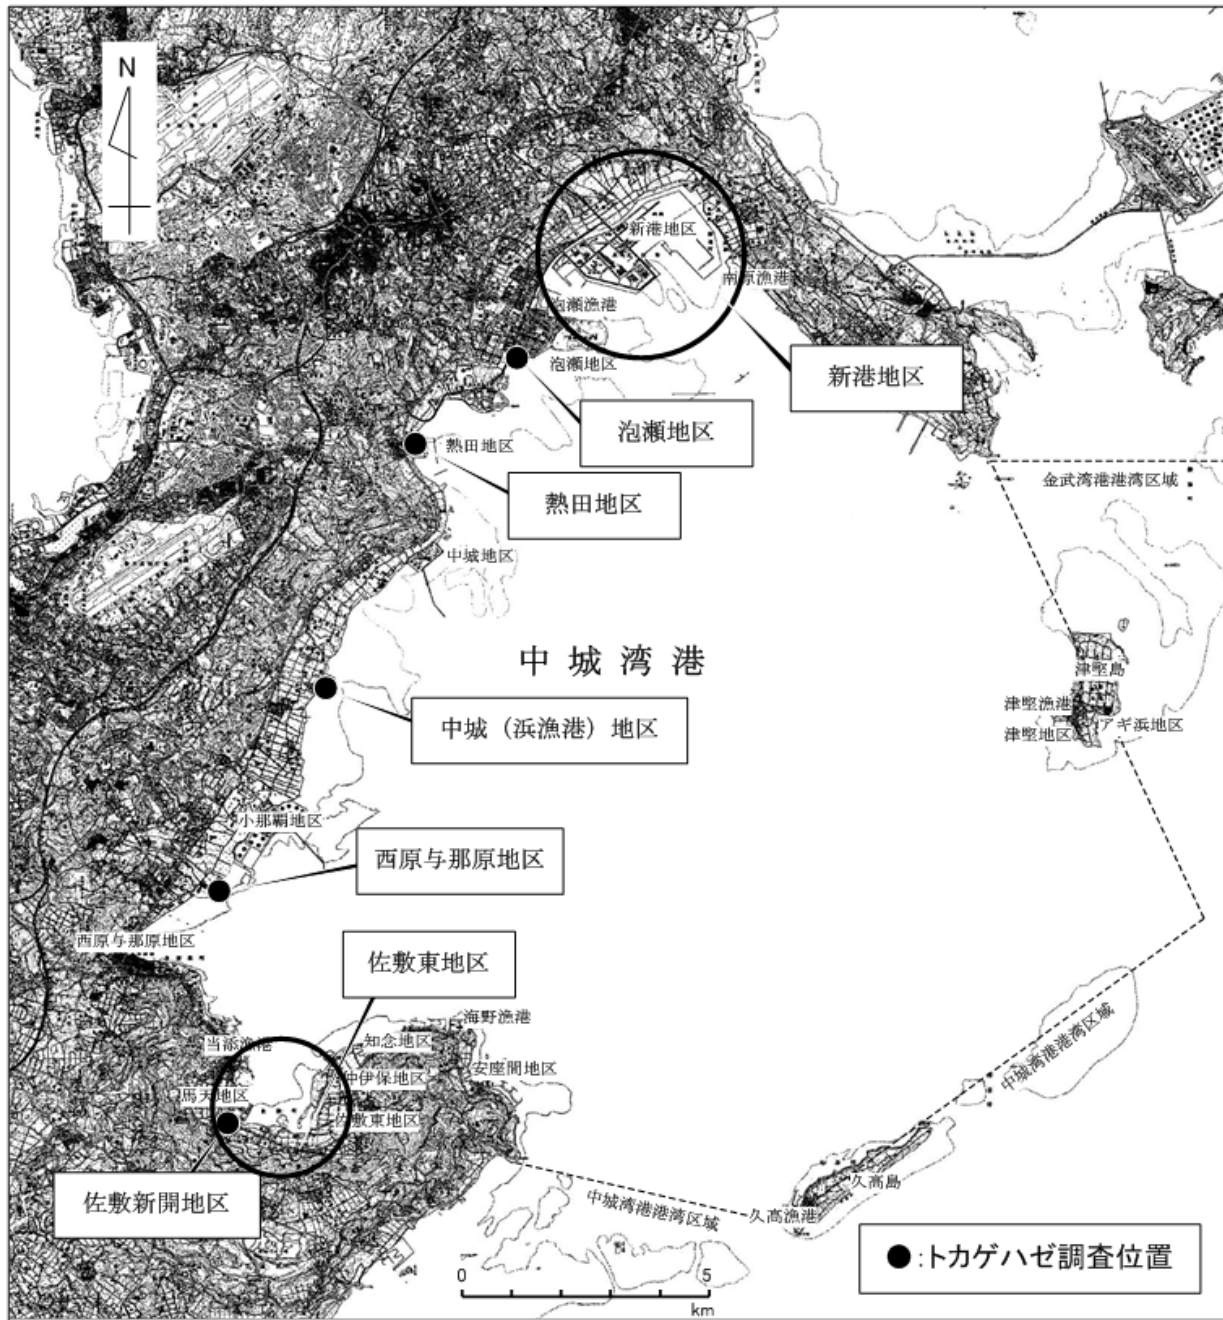 N
新港地区
南原漁港
泡瀬漁港
泡瀬地区
新港地区
泡瀬地区
熱田地区
熱田地区
金武湾港港湾区域
中城地区
中城湾港
津堅島
津堅漁港
アギ浜地区
津堅地区
中城（浜漁港）地区
小那覇地区
西原与那原地区
西原与那原地区
佐敷東地区
海野漁港
当添漁港
知念地区
安座間地区
仲伊保地区
馬天地区
佐敷東地区
中城湾港港湾区域
久高島
佐敷新開地区
中城湾港港湾区域
久高漁港
●:トカゲハゼ調査位置
0 5
km